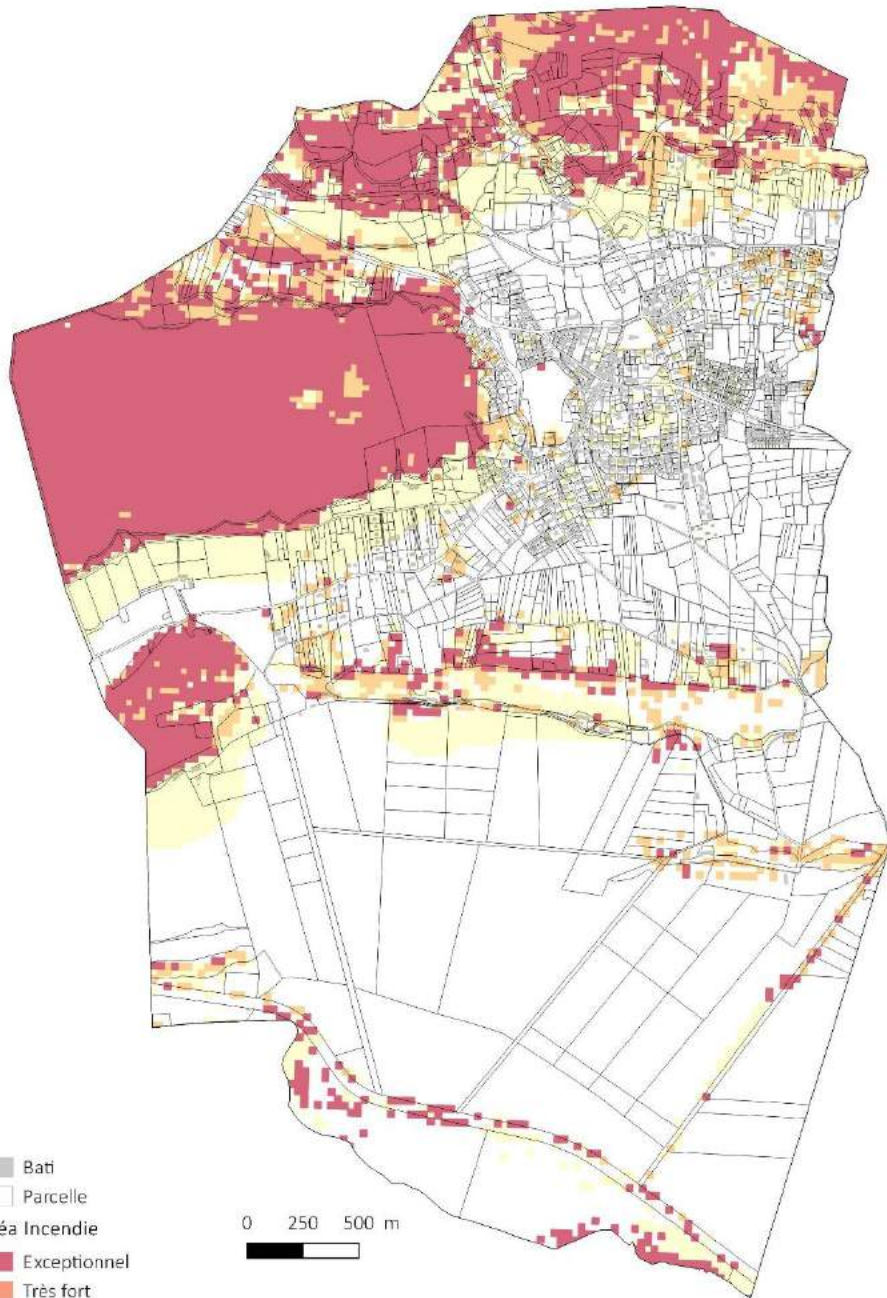 Bati
Parcelle
éa Incendie
0 250 500 m
Exceptionnel
Très fort